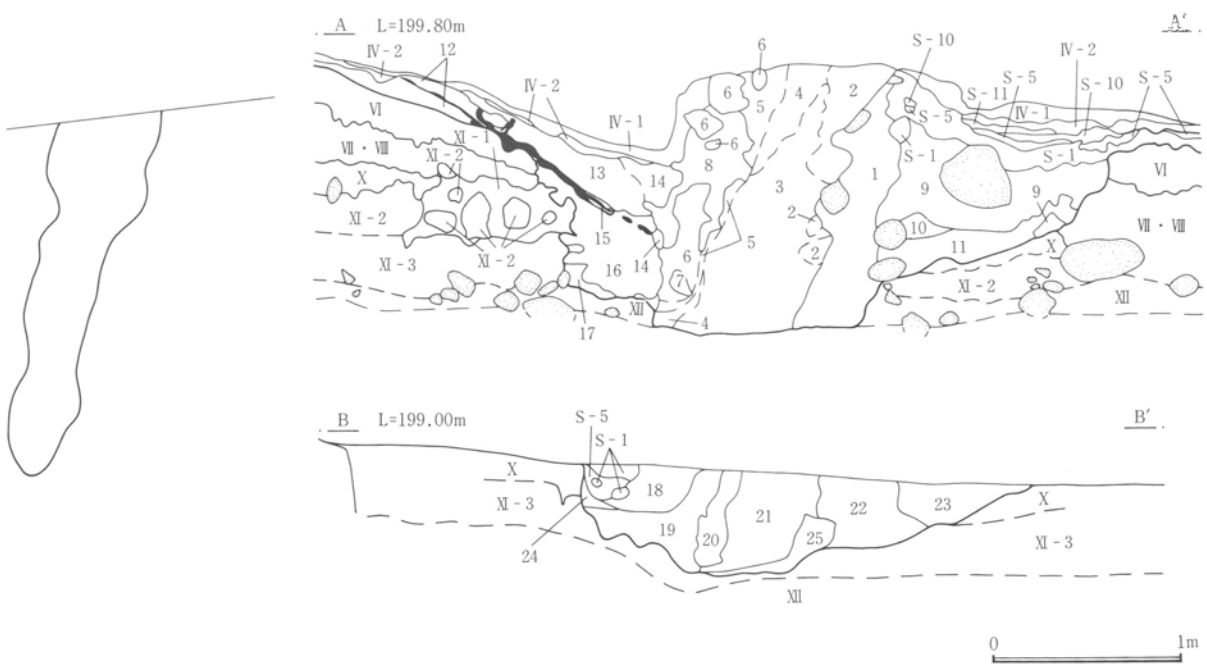 A L=199.80m A′
S-10
6
IV-2 12 IV-2 IV-2
S-5 S-5
S-11 S-10
IV-1 IV-1
6 5 4 2
VI XI-1 6 S-5
VII・VIII XI-2 6 S-1 S-1 VI
13 14 8 3 1 9 9
X
XI-2 2 10 VII・VIII
15 5 11 X
XI-3 XI-2 16 14 6 2 XI-2
7
XII XII
17 4
B L=199.00m B′
S-5
S-1
X 18 23 X
XI-3 21 22
19 20 25 XI-3
24
XII
0 1m